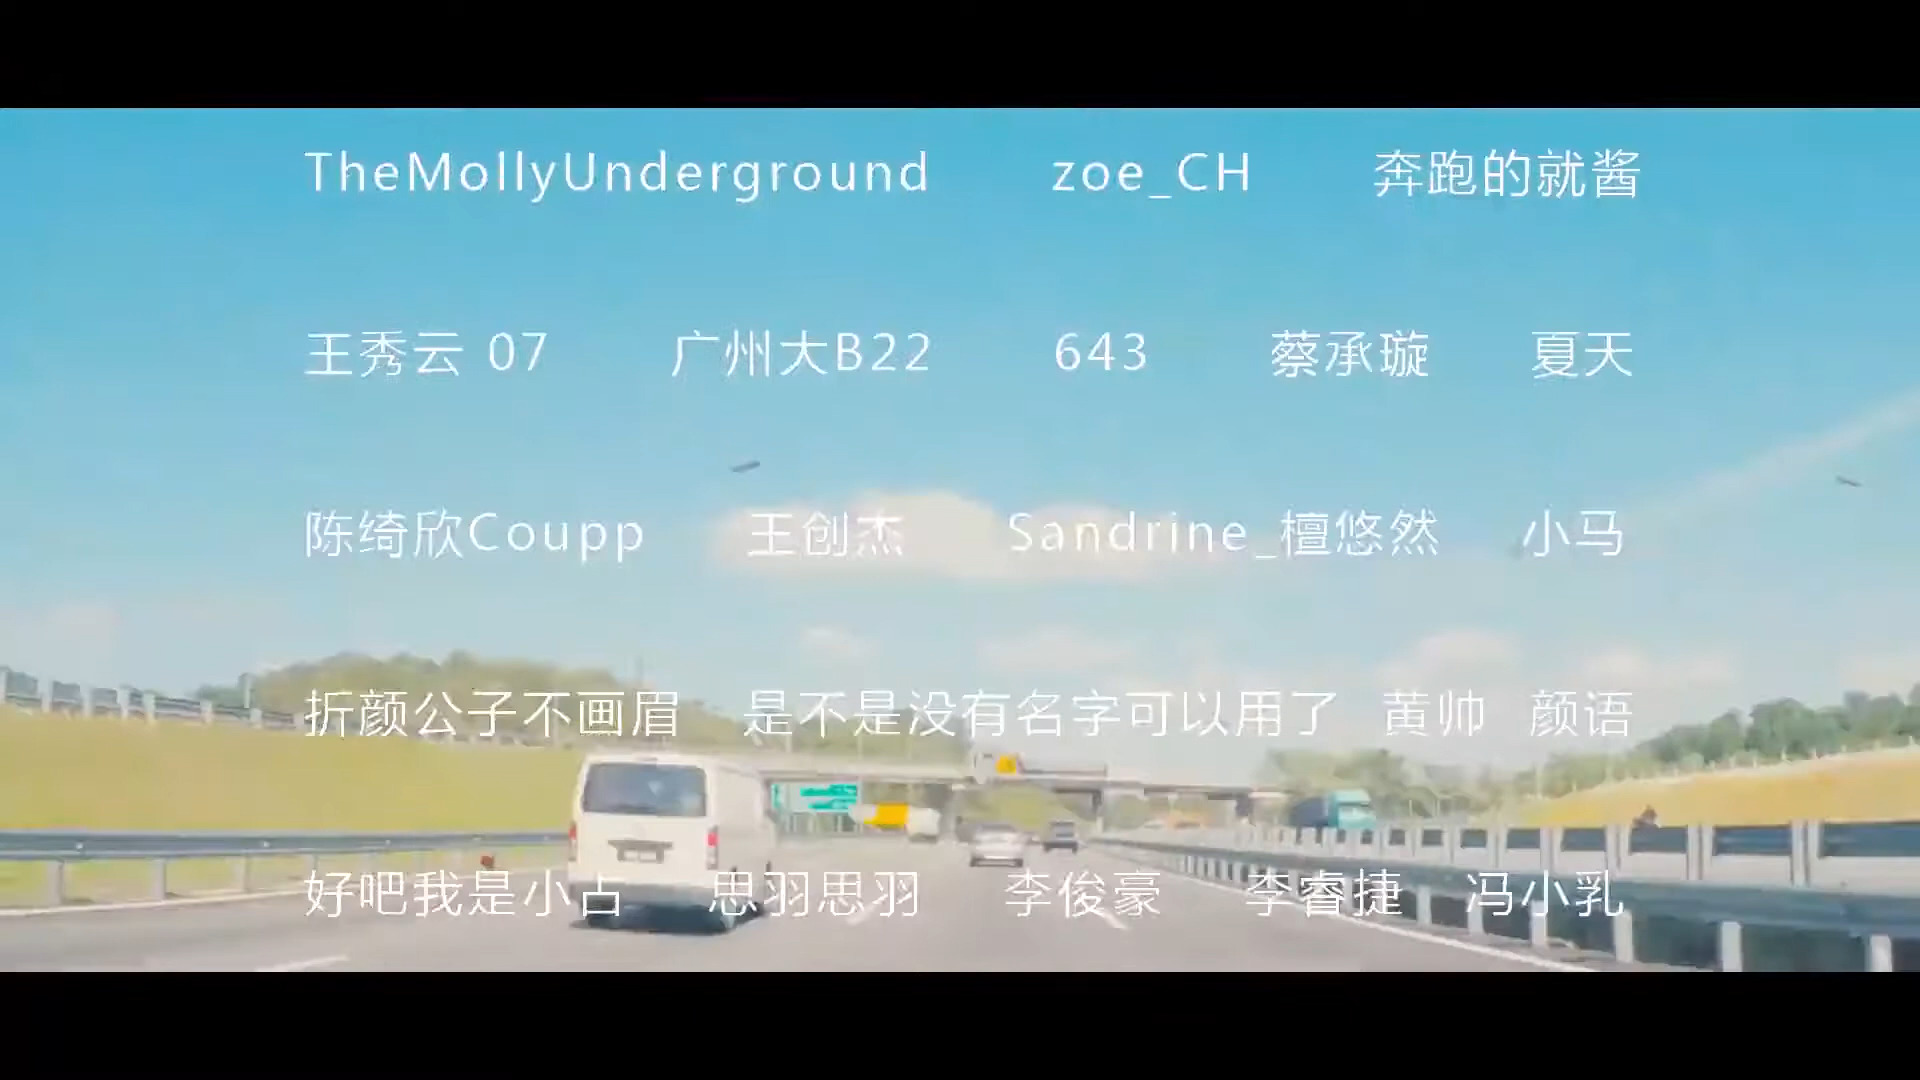 TheMollyUnderground zoe_CH 奔跑的就酱
王秀云 07 广州大B22 643 蔡承璇 夏天
陈绮欣Coupp 王创杰 Sandrine_檀悠然 小马
折颜公子不画眉 是不是没有名字可以用了 黄帅 颜语
好吧我是小占 思羽思羽 李俊豪 李睿捷 冯小乳